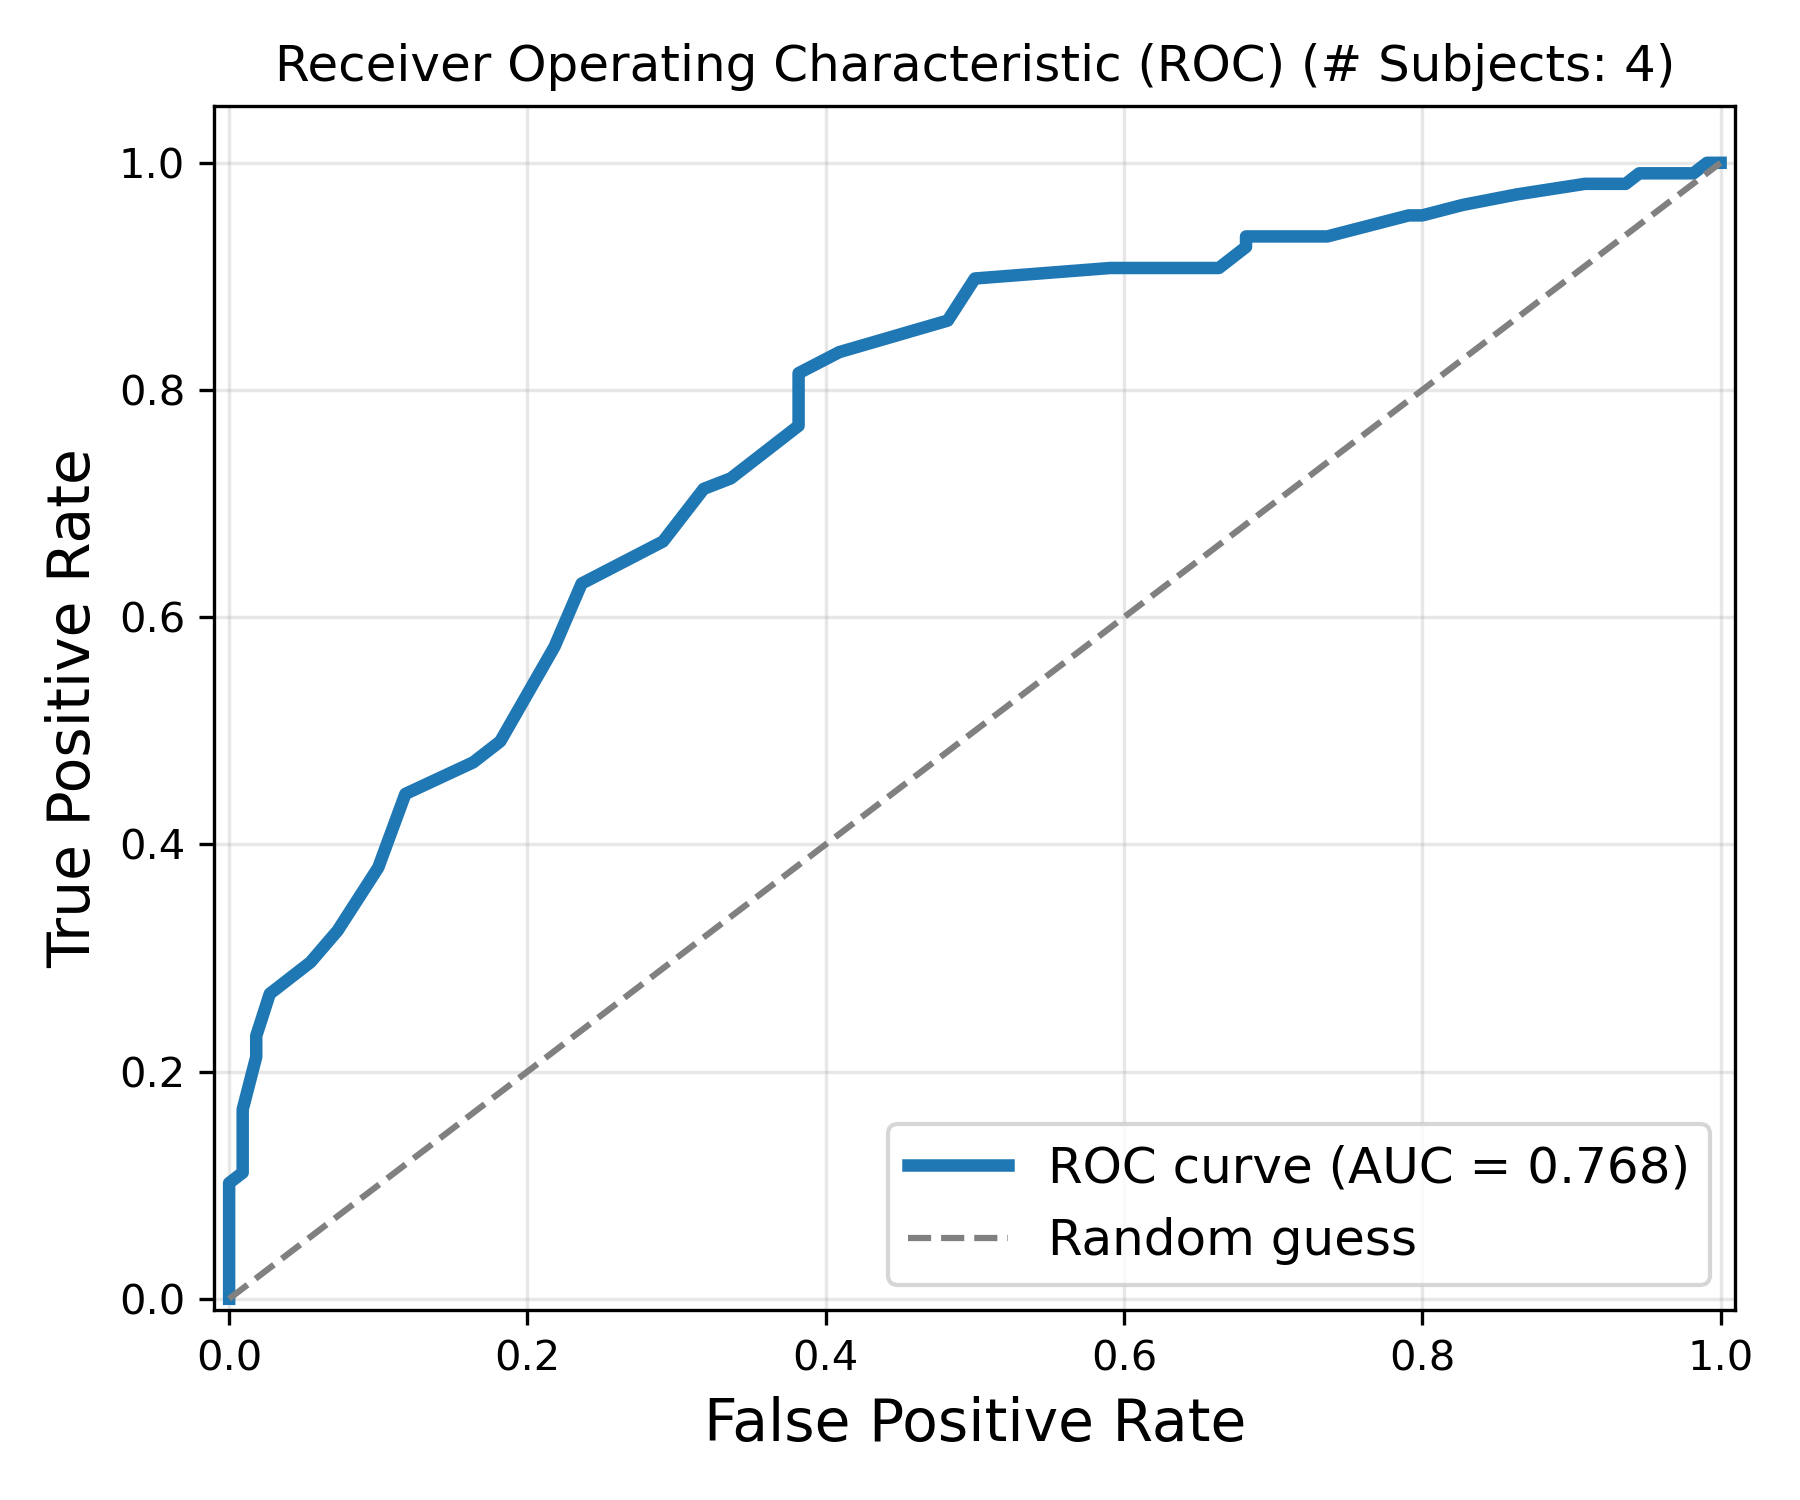 Receiver Operating Characteristic (ROC) (# Subjects: 4)
1.0
0.8
0.6
0.4
0.2
0.0
True Positive Rate
ROC curve (AUC = 0.768)
Random guess
0.0 0.2 0.4 0.6 0.8 1.0
False Positive Rate